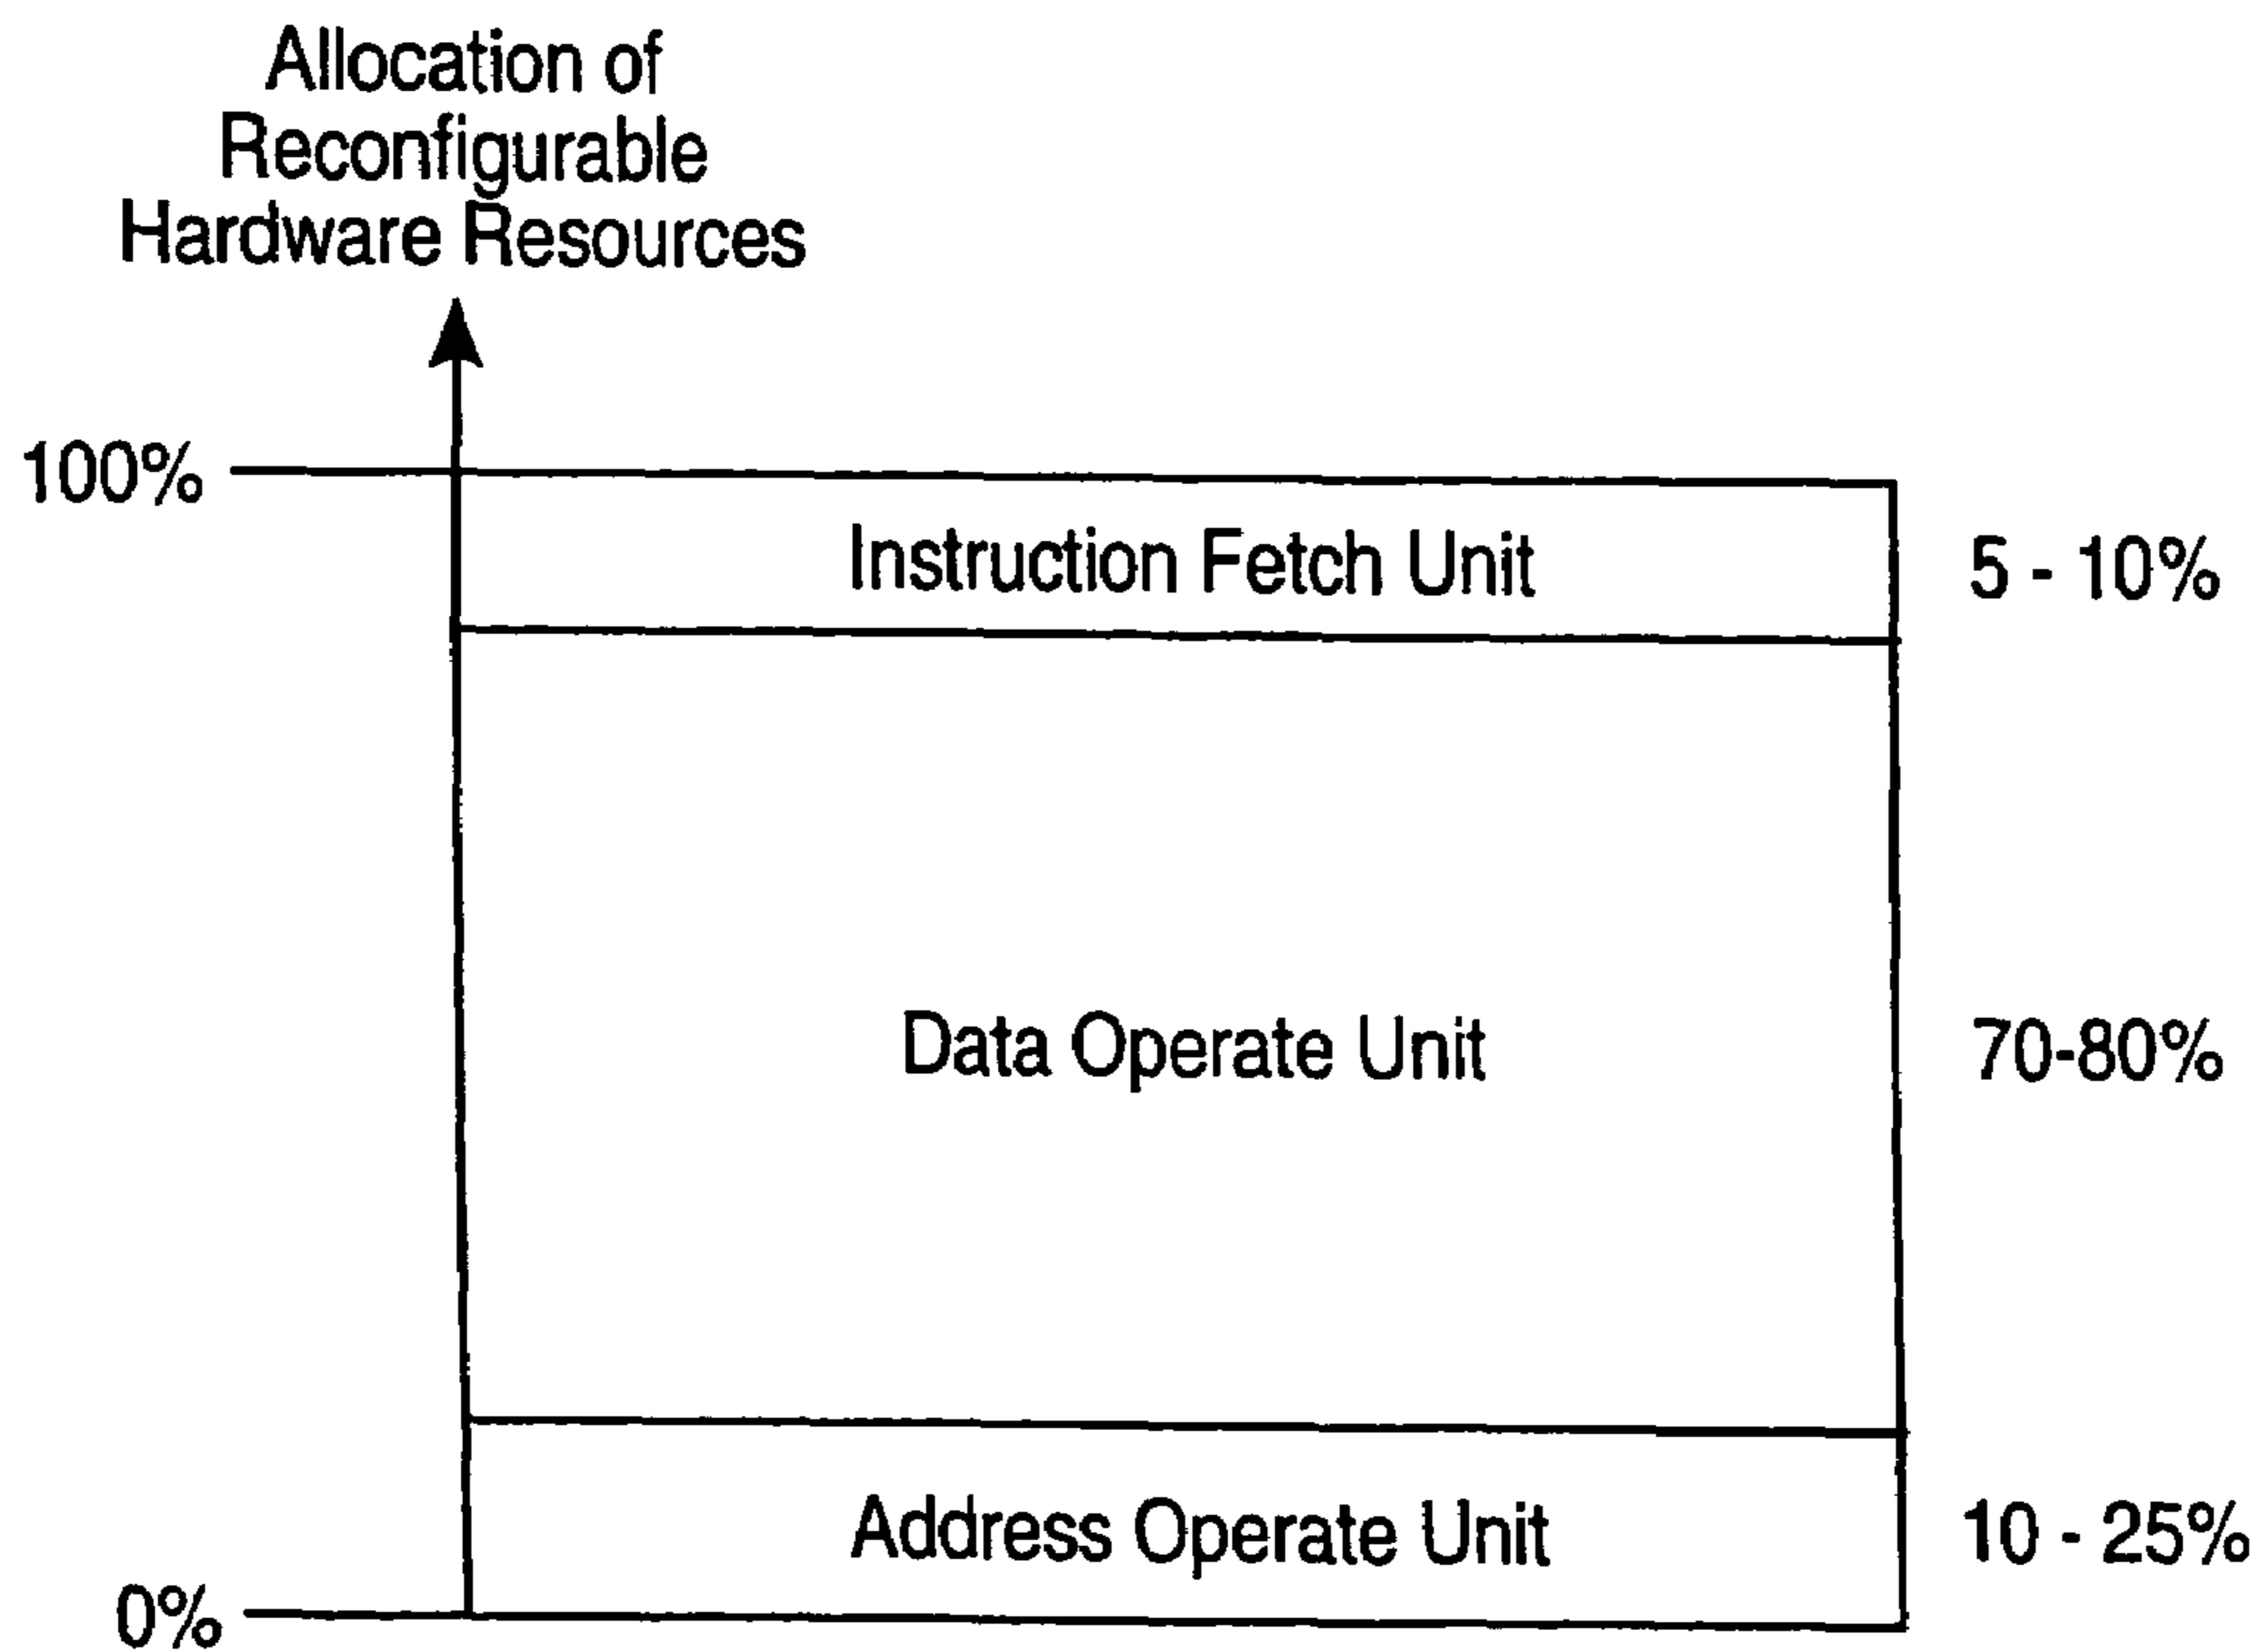 Allocation of
Reconfigurable
Hardware Resources
100%
Instruction Fetch Unit
5 - 10%
Data Operate Unit
70-80%
Address Operate Unit
10 - 25%
0%